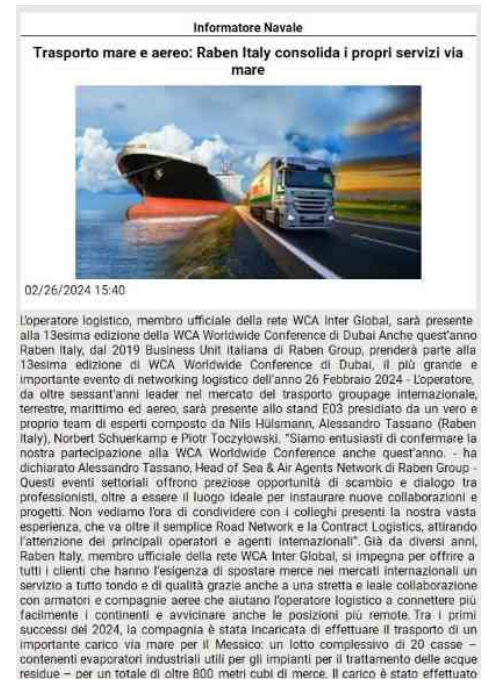 Informatore Navale
Trasporto mare e aereo: Raben Italy consolida i propri servizi via
mare
02/26/2024 15:40
L'operatore logistico, membro ufficiale della rete WCA Inter Global, sarà presente
alla 13esima edizione della WCA Worldwide Conference di Dubai Anche quest'anno
Raben Italy, dal 2019 Business Unit italiana di Raben Group, prenderà parte alla
13esima edizione di WCA Worldwide Conference di Dubai, il più grande e
importante evento di networking logistico dell'anno 26 Febbraio 2024 - L'operatore,
da oltre sessant'anni leader nel mercato del trasporto groupage internazionale,
terrestre, marittimo ed aereo, sarà presente allo stand E03 presidiato da un vero e
proprio team di esperti composto da Nils Hülsmann, Alessandro Tassano (Raben
Italy), Norbert Schuerkamp e Piotr Toczyłowski. "Siamo entusiasti di confermare la
nostra partecipazione alla WCA Worldwide Conference anche quest'anno. - ha
dichiarato Alessandro Tassano, Head of Sea & Air Agents Network di Raben Group -
Questi eventi settoriali offrono preziose opportunità di scambio e dialogo tra
professionisti, oltre a essere il luogo ideale per instaurare nuove collaborazioni e
progetti. Non vediamo l'ora di condividere con i colleghi presenti la nostra vasta
esperienza, che va oltre il semplice Road Network e la Contract Logistics, attirando
l'attenzione dei principali operatori e agenti internazionali". Già da diversi anni,
Raben Italy, membro ufficiale della rete WCA Inter Global, si impegna per offrire a
tutti i clienti che hanno l'esigenza di spostare merce nei mercati internazionali un
servizio a tutto tondo e di qualità grazie anche a una stretta e leale collaborazione
con armatori e compagnie aeree che aiutano l'operatore logistico a connettere più
facilmente i continenti e avvicinare anche le posizioni più remote. Tra i primi
successi del 2024, la compagnia è stata incaricata di effettuare il trasporto di un
importante carico via mare per il Messico: un lotto complessivo di 20 casse –
contenenti evaporatori industriali utili per gli impianti per il trattamento delle acque
residue – per un totale di oltre 800 metri cubi di merce. Il carico è stato effettuato